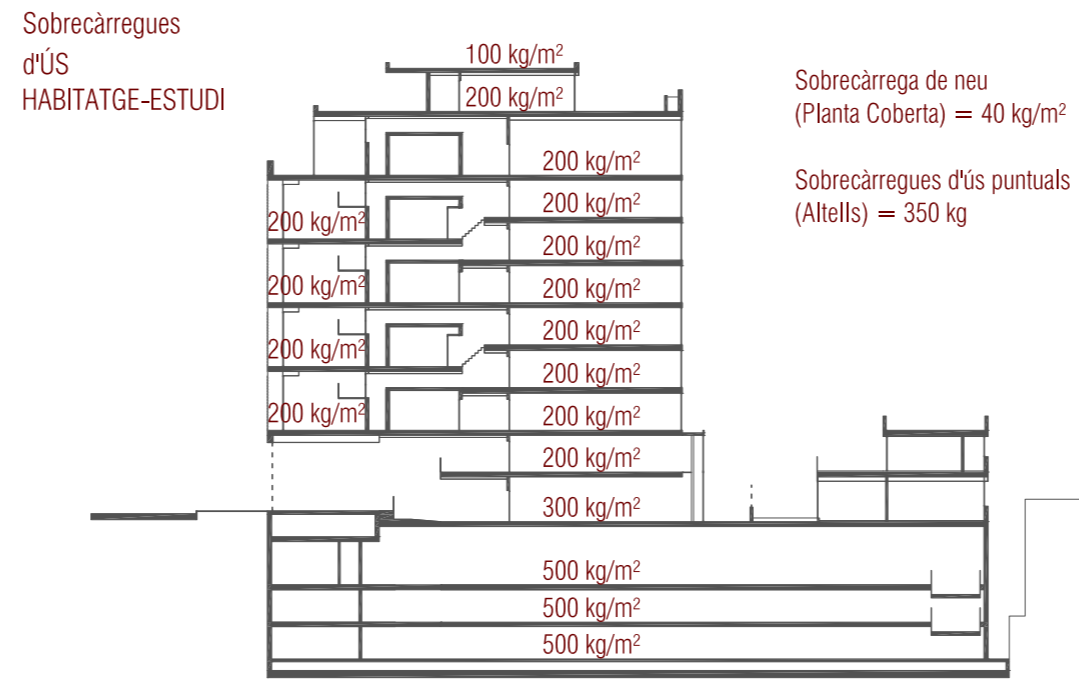 Sobrecàrregues
d'ÚS
HABITATGE-ESTUDI
100 kg/m²
200 kg/m²
Sobrecàrrega de neu
(Planta Coberta) = 40 kg/m²
Sobrecàrregues d'ús puntuals
(Altells) = 350 kg
200 kg/m²
200 kg/m²
200 kg/m²
200 kg/m²
200 kg/m²
200 kg/m²
200 kg/m²
200 kg/m²
200 kg/m²
200 kg/m²
200 kg/m²
200 kg/m²
200 kg/m²
300 kg/m²
500 kg/m²
500 kg/m²
500 kg/m²